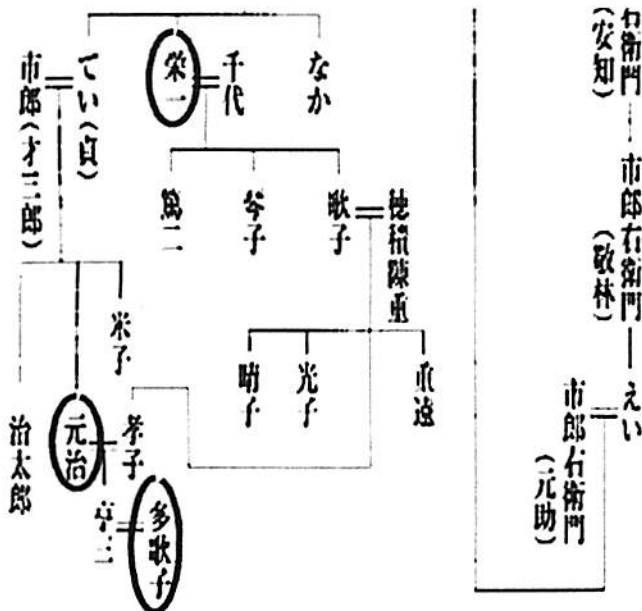 右衛門
(安知)
市郎右衛門
(敬林)
えい
市郎右衛門
(元助)
なか
千代
栄一
てい(貞)
市郎(才三郎)
穂積陳重
歌子
琴子
篤二
重遠
光子
晴子
米子
孝子
元治
治太郎
多歌子
亨三